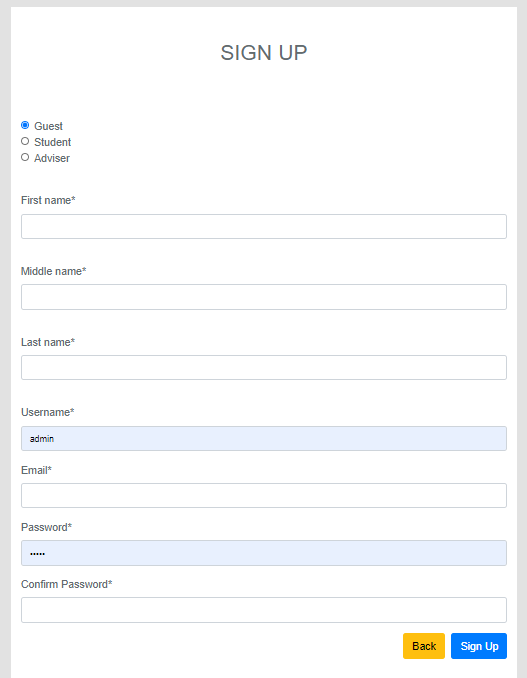 SIGN UP
Guest
Student
Adviser
First name*
Middle name*
Last name*
Username*
admin
Email*
Password*
•••••
Confirm Password*
Back Sign Up